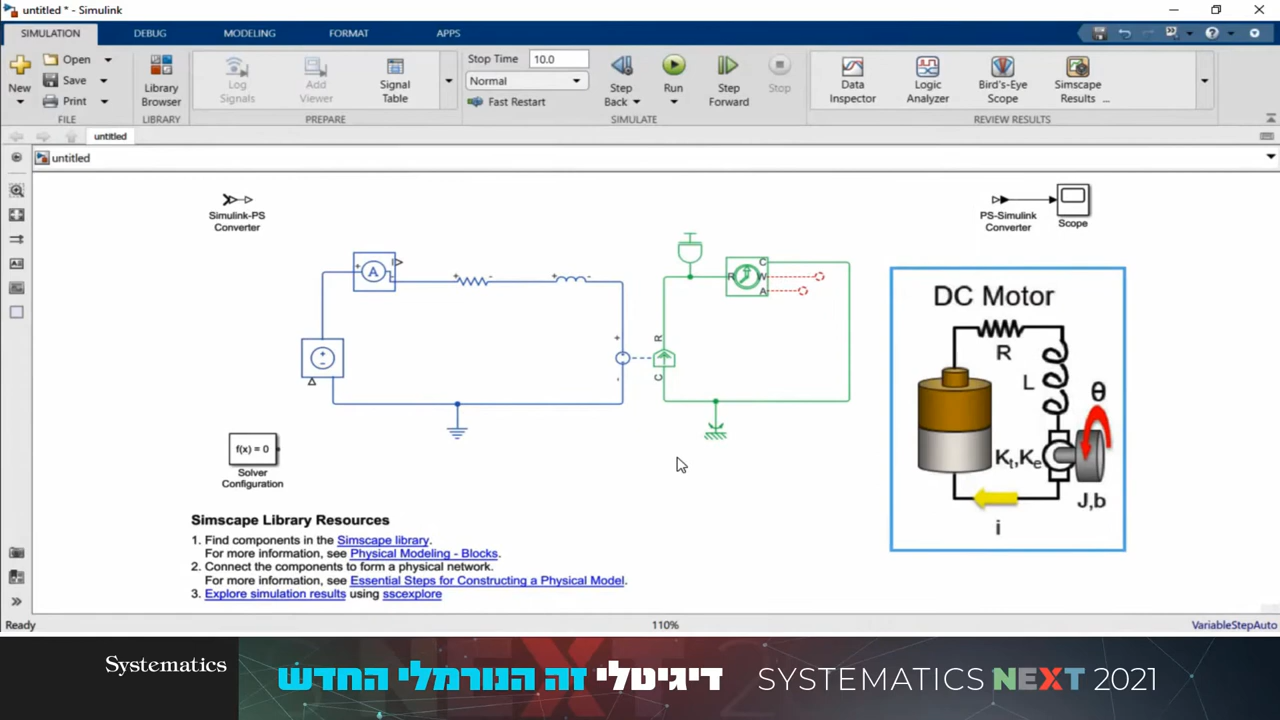 untitled * - Simulink
SIMULATION
DEBUG
MODELING
FORMAT
APPS
New
Open
Save
Print
FILE
Library
Browser
LIBRARY
Log
Signals
Add
Viewer
Signal
Table
PREPARE
Stop Time 10.0
Normal
Fast Restart
Step
Back
Run
Step
Forward
Stop
SIMULATE
Data
Inspector
Logic
Analyzer
Bird's-Eye
Scope
Simscape
Results ...
REVIEW RESULTS
untitled
untitled
Simulink-PS
Converter
PS-Simulink
Converter
Scope
A
I
+ -
+ -
+
-
R
C
R
C
W
A
+
-
f(x) = 0
Solver
Configuration
DC Motor
R
L
θ
Kt,Ke
J,b
i
Simscape Library Resources
1. Find components in the Simscape library.
For more information, see Physical Modeling - Blocks.
2. Connect the components to form a physical network.
For more information, see Essential Steps for Constructing a Physical Model.
3. Explore simulation results using sscexplore
Ready
110%
VariableStepAuto
Systematics
דיגיטלי זה הנורמלי החדש
SYSTEMATICS NEXT 2021